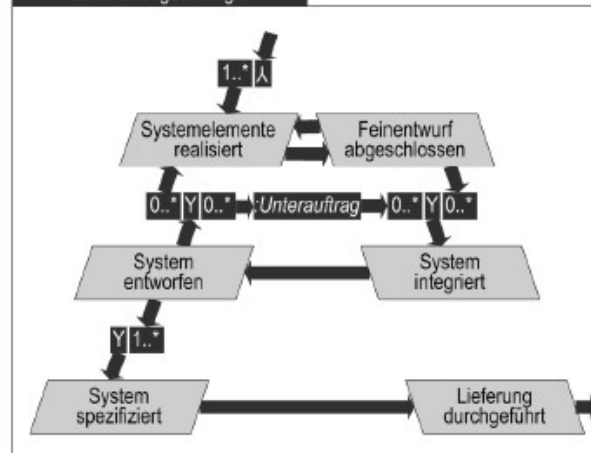 1..* ⅄
Systemelemente
realisiert
Feinentwurf
abgeschlossen
0..* Y 0..*
:Unterauftrag
0..* Y 0..*
System
entworfen
System
integriert
Y 1..*
System
spezifiziert
Lieferung
durchgeführt